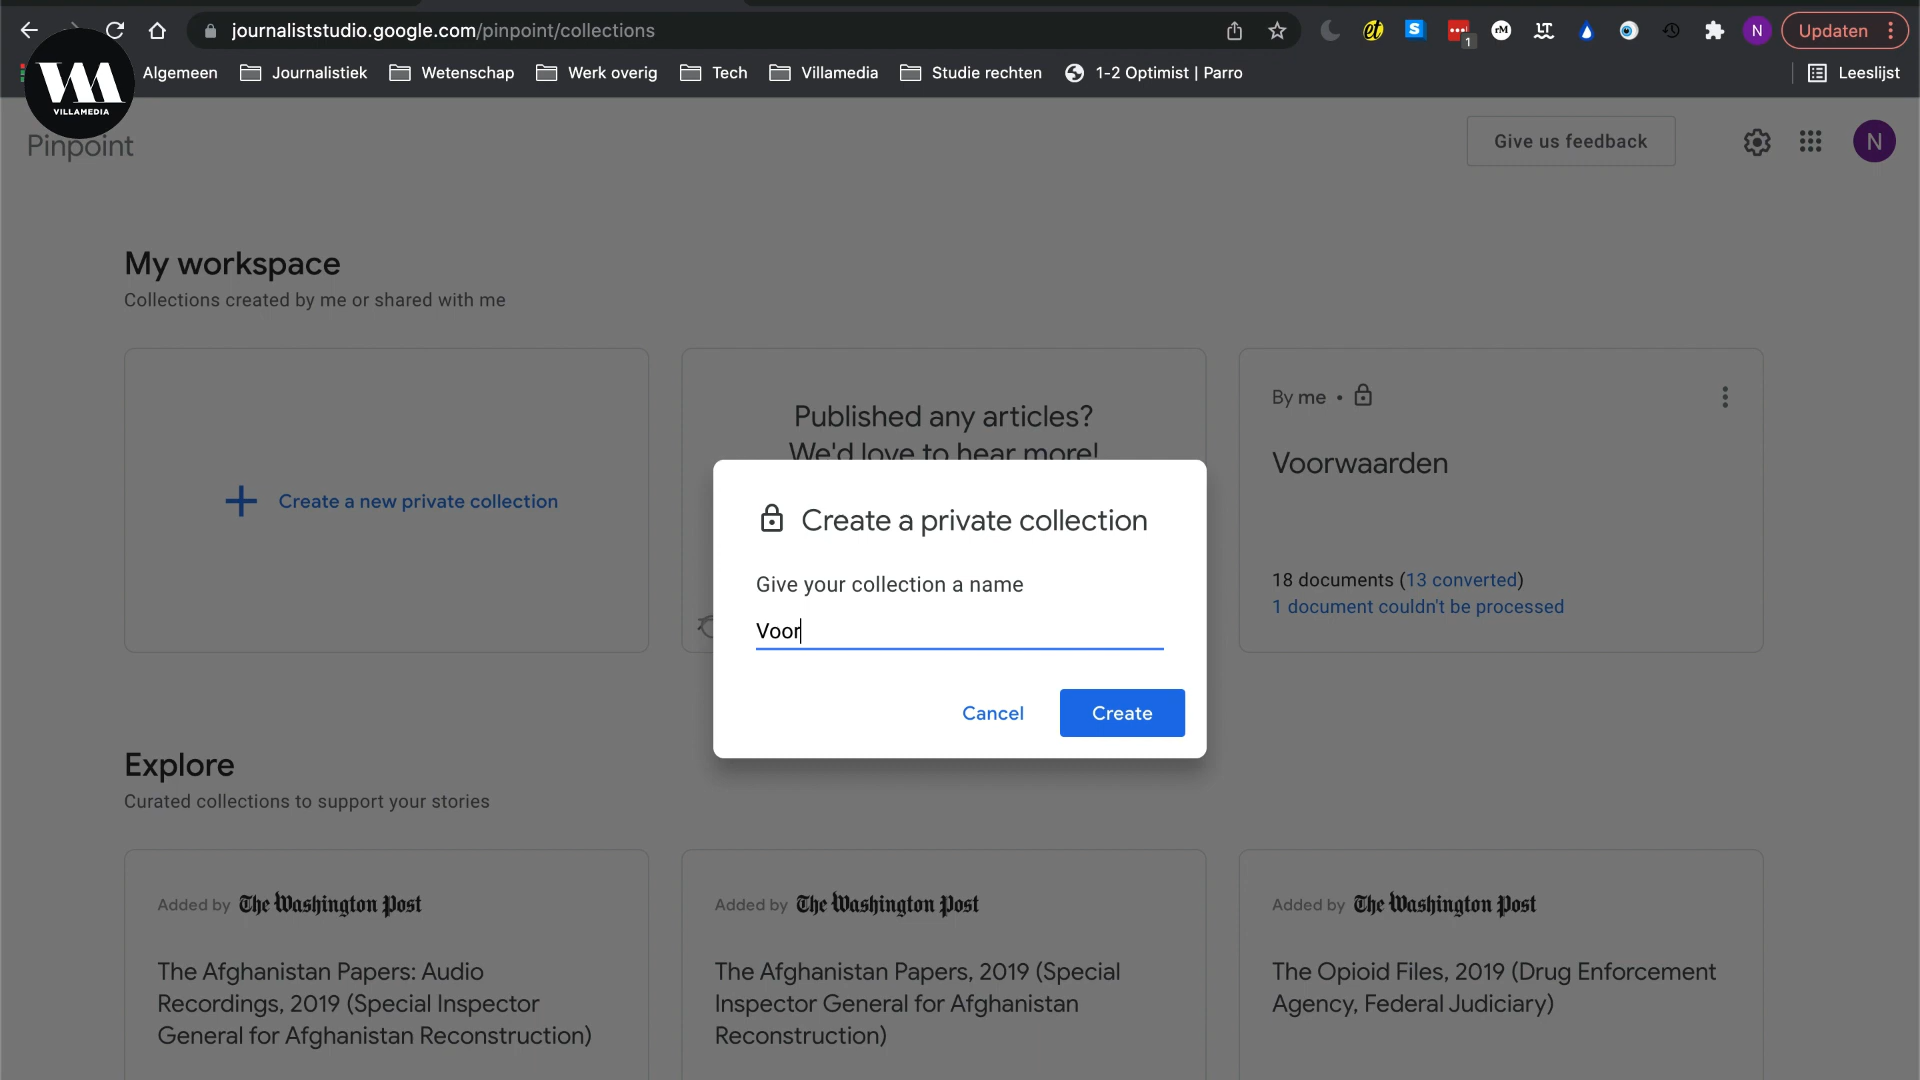 journaliststudio.google.com/pinpoint/collections
et
S
1
rM
LT
N
Updaten
VM
VILLAMEDIA
Algemeen
Journalistiek
Wetenschap
Werk overig
Tech
Villamedia
Studie rechten
1-2 Optimist | Parro
Leeslijst
Pinpoint
Give us feedback
N
My workspace
Collections created by me or shared with me
Create a new private collection
Published any articles?
We'd love to hear more!
By me •
Voorwaarden
18 documents (13 converted)
1 document couldn't be processed
Create a private collection
Give your collection a name
Voor
Cancel
Create
Explore
Curated collections to support your stories
Added by The Washington Post
The Afghanistan Papers: Audio
Recordings, 2019 (Special Inspector
General for Afghanistan Reconstruction)
Added by The Washington Post
The Afghanistan Papers, 2019 (Special
Inspector General for Afghanistan
Reconstruction)
Added by The Washington Post
The Opioid Files, 2019 (Drug Enforcement
Agency, Federal Judiciary)